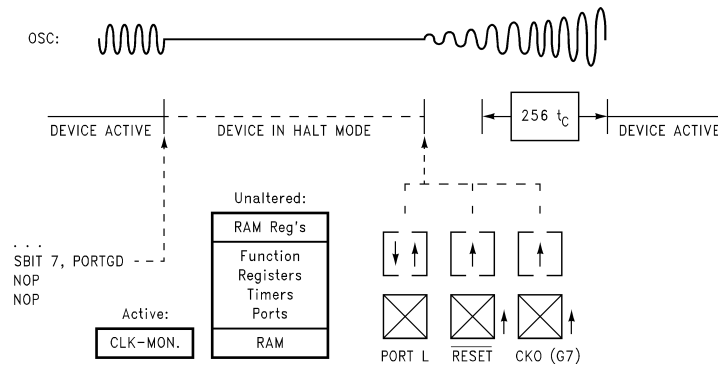 OSC:
256 tC
DEVICE ACTIVE
DEVICE IN HALT MODE
DEVICE ACTIVE
Unaltered:
RAM Reg's
Function
Registers
Timers
Ports
RAM
. . .
SBIT 7, PORTGD
NOP
NOP
Active:
CLK-MON.
PORT L
RESET
CKO (G7)